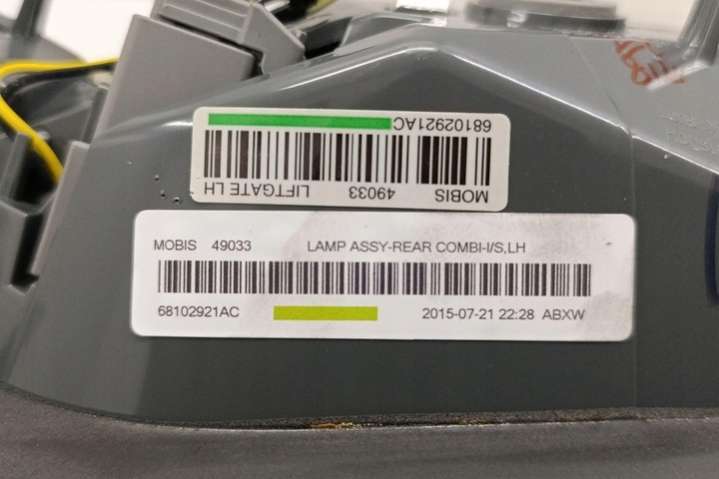 68102921AC
MOBIS 49033 LIFTGATE LH
MOBIS 49033 LAMP ASSY-REAR COMBI-I/S,LH
68102921AC 2015-07-21 22:28 ABXW